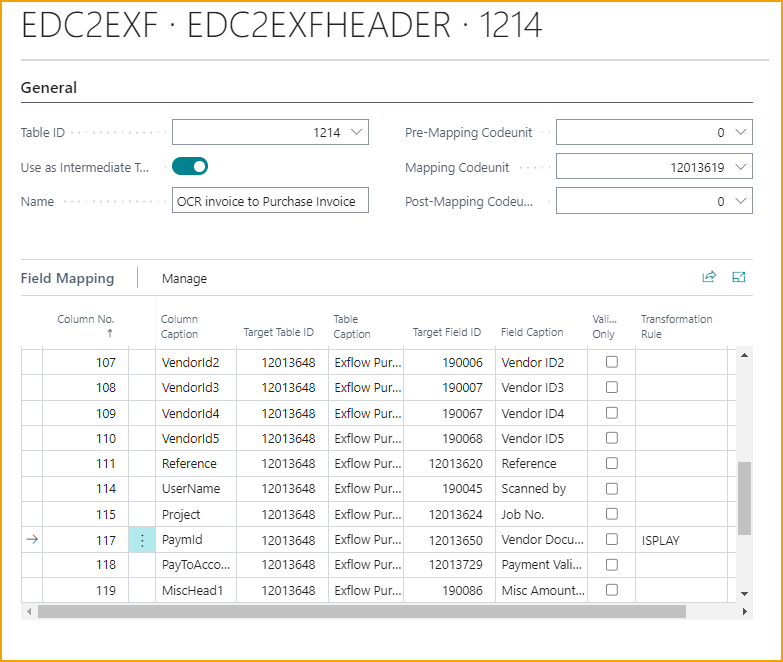 EDC2EXF · EDC2EXFHEADER · 1214
General
Table ID 1214 Pre-Mapping Codeunit 0
Use as Intermediate T... Mapping Codeunit 12013619
Name OCR invoice to Purchase Invoice Post-Mapping Codeu... 0
Field Mapping Manage
Column No. ↑ Column Caption Target Table ID Table Caption Target Field ID Field Caption Vali... Only Transformation Rule
107 VendorId2 12013648 Exflow Pur... 190006 Vendor ID2
108 VendorId3 12013648 Exflow Pur... 190007 Vendor ID3
109 VendorId4 12013648 Exflow Pur... 190067 Vendor ID4
110 VendorId5 12013648 Exflow Pur... 190068 Vendor ID5
111 Reference 12013648 Exflow Pur... 12013620 Reference
114 UserName 12013648 Exflow Pur... 190045 Scanned by
115 Project 12013648 Exflow Pur... 12013624 Job No.
→ 117 PaymId 12013648 Exflow Pur... 12013650 Vendor Docu... ISPLAY
118 PayToAcco... 12013648 Exflow Pur... 12013729 Payment Vali...
119 MiscHead1 12013648 Exflow Pur... 190086 Misc Amount...